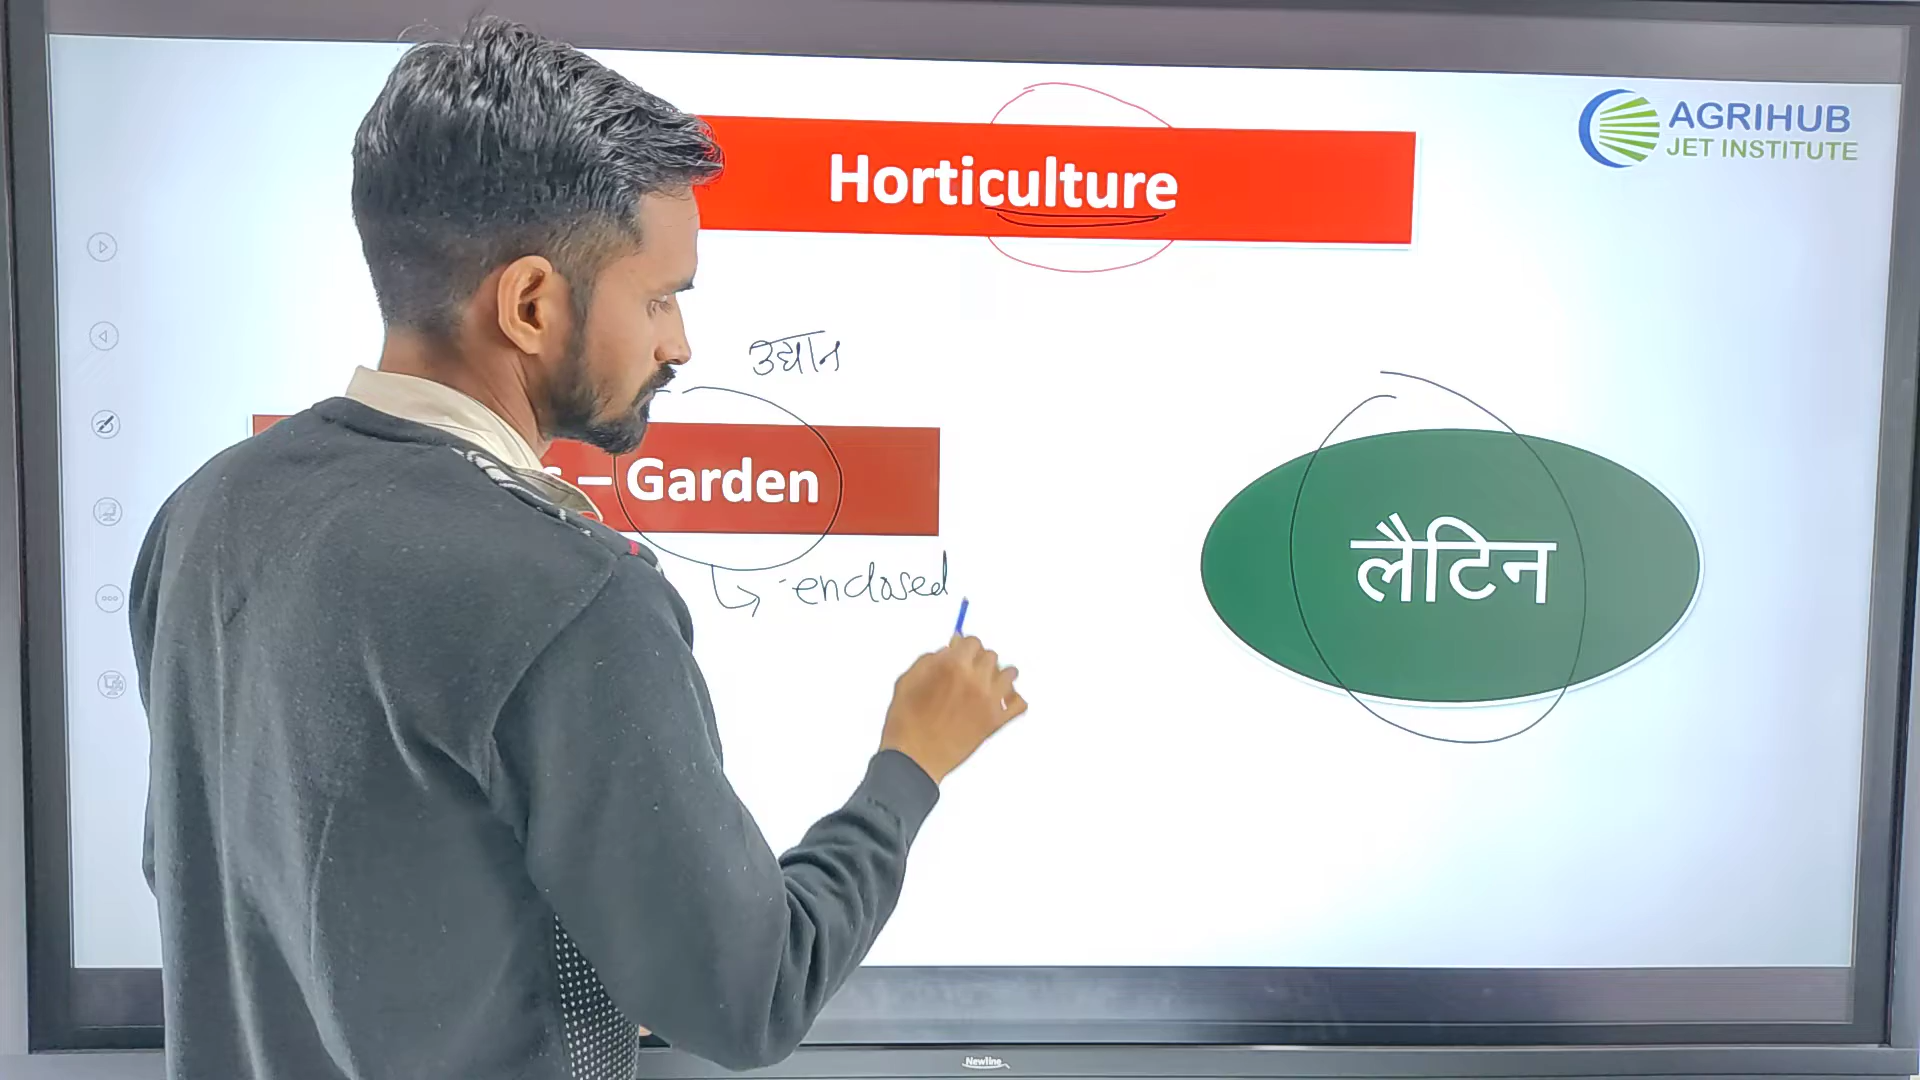 AGRIHUB
JET INSTITUTE
Horticulture
उद्यान
– Garden
enclosed
लैटिन
Newline